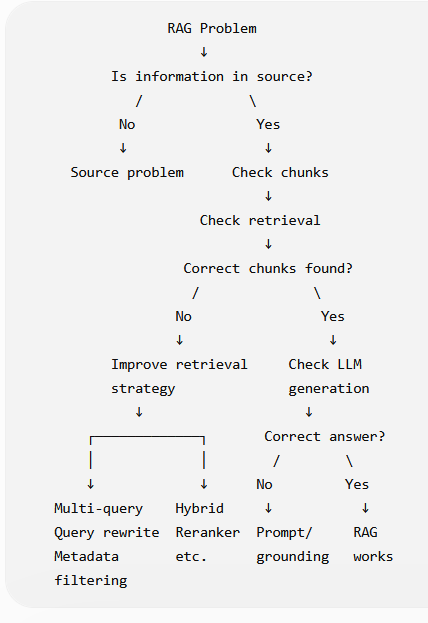 RAG Problem
↓
Is information in source?
/ \
No Yes
↓ ↓
Source problem Check chunks
↓
Check retrieval
↓
Correct chunks found?
/ \
No Yes
↓ ↓
Improve retrieval Check LLM
strategy generation
↓ ↓
Correct answer?
/ \
↓ ↓ No Yes
Multi-query Hybrid ↓ ↓
Query rewrite Reranker Prompt/ RAG
Metadata etc. grounding works
filtering